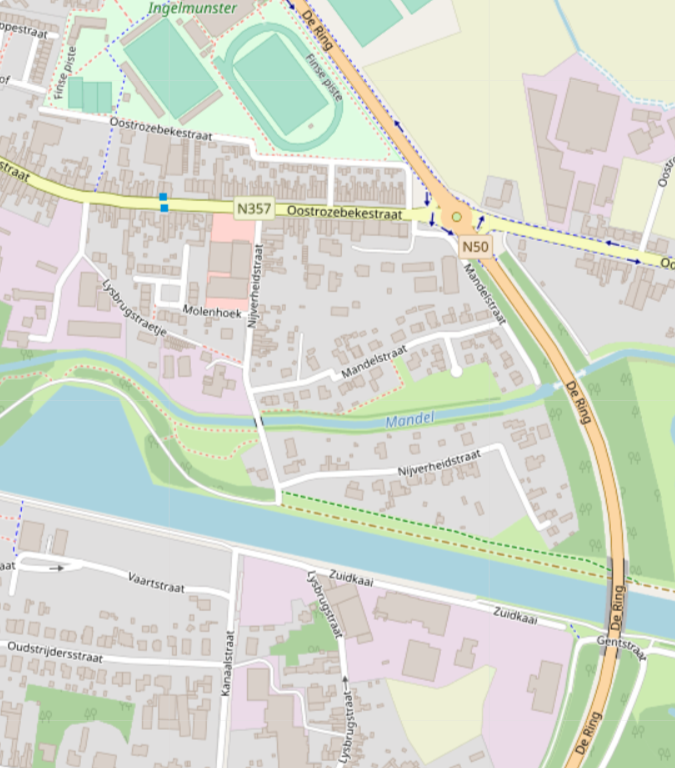 Ingelmunster
De Ring
Finse piste
Finse piste
Oostrozebekestraat
straat
N357
Oostrozebekestraat
N50
Nijverheidstraat
Mandelstraat
Lysbrugstraetje
Molenhoek
Mandelstraat
De Ring
Mandel
Nijverheidstraat
Zuidkaai
Vaartstraat
Lysbrugstraat
Zuidkaai
De Ring
Gentstraat
Oudstrijdersstraat
Kanaalstraat
Lysbrugstraat
De Ring